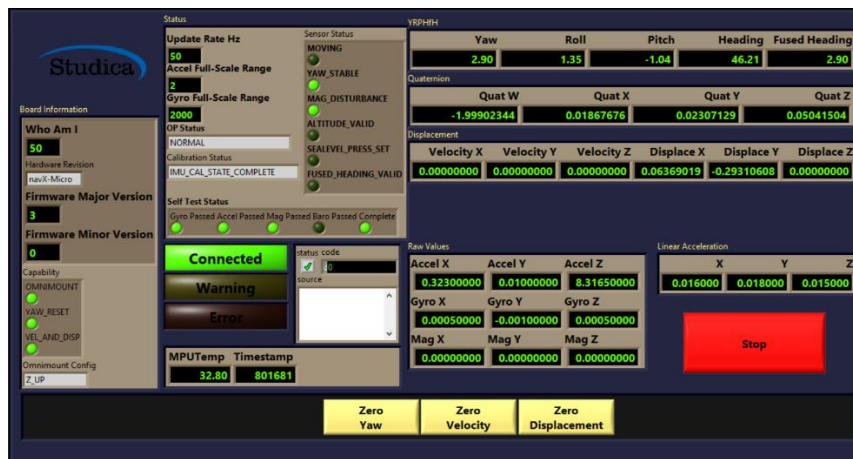 Studica
Board Information
Who Am I
50
Hardware Revision
navX-Micro
Firmware Major Version
3
Firmware Minor Version
0
Capability
OMNIMOUNT
YAW_RESET
VEL_AND_DISP
Omnimount Config
Z_UP
Status
Update Rate Hz
50
Accel Full-Scale Range
2
Gyro Full-Scale Range
2000
OP Status
NORMAL
Calibration Status
IMU_CAL_STATE_COMPLETE
Sensor Status
MOVING
YAW_STABLE
MAG_DISTURBANCE
ALTITUDE_VALID
SEALEVEL_PRESS_SET
FUSED_HEADING_VALID
Self Test Status
Gyro Passed Accel Passed Mag Passed Baro Passed Complete
Connected
Warning
Error
status code
0
source
MPUTemp Timestamp
32.80 801681
YRPHfH
Yaw Roll Pitch Heading Fused Heading
2.90 1.35 -1.04 46.21 2.90
Quaternion
Quat W Quat X Quat Y Quat Z
-1.99902344 0.01867676 0.02307129 0.05041504
Displacement
Velocity X Velocity Y Velocity Z Displace X Displace Y Displace Z
0.00000000 0.00000000 0.00000000 0.06369019 -0.29310608 0.00000000
Raw Values
Accel X Accel Y Accel Z
0.32300000 0.01000000 8.31650000
Gyro X Gyro Y Gyro Z
0.00050000 -0.00100000 0.00050000
Mag X Mag Y Mag Z
0.00000000 0.00000000 0.00000000
Linear Acceleration
X Y Z
0.016000 0.018000 0.015000
Stop
Zero Yaw
Zero Velocity
Zero Displacement